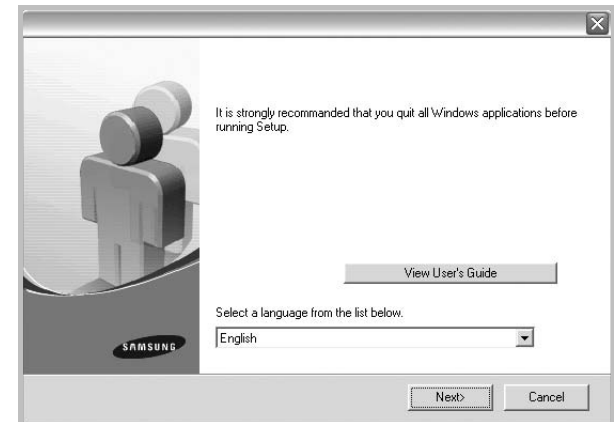 It is strongly recommanded that you quit all Windows applications before
running Setup.
View User's Guide
Select a language from the list below.
English
SAMSUNG
Next>
Cancel